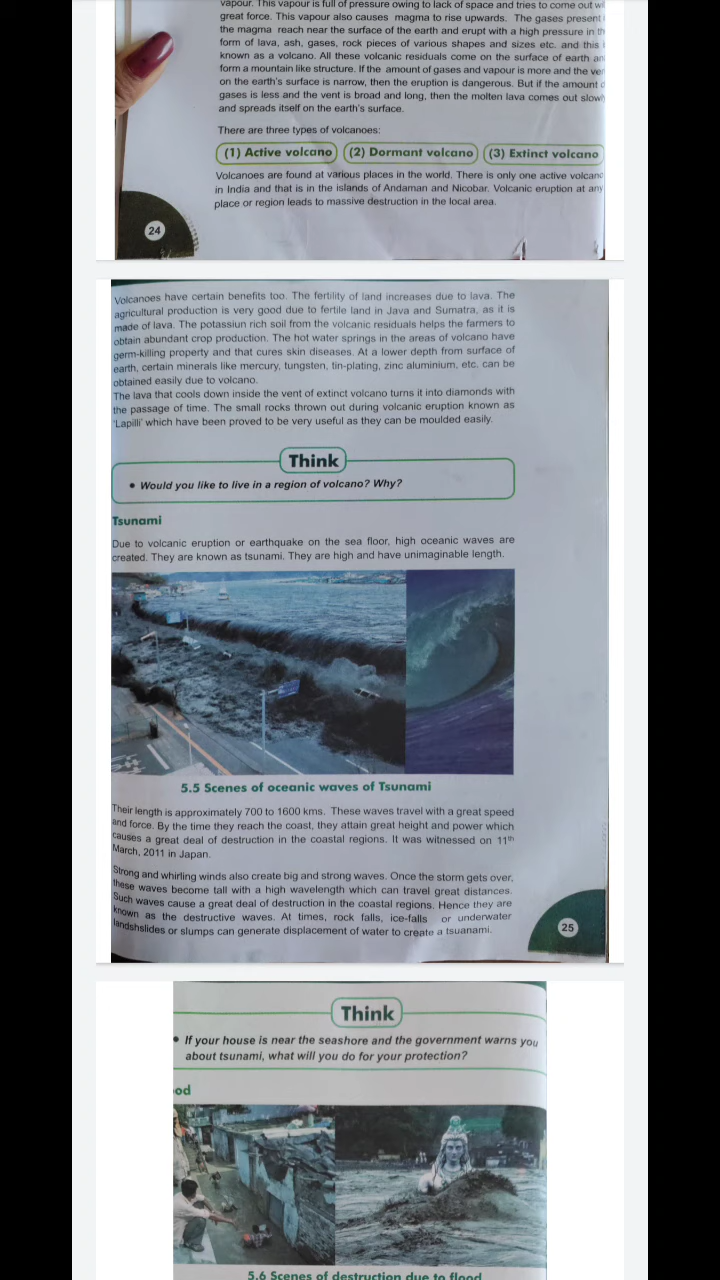 vapour. This vapour is full of pressure owing to lack of space and tries to come out
great force. This vapour also causes magma to rise upwards. The gases present
the magma reach near the surface of the earth and erupt with a high pressure in
form of lava, ash, gases, rock pieces of various shapes and sizes etc. and this
known as a volcano. All these volcanic residuals come on the surface of earth
form a mountain like structure. If the amount of gases and vapour is more and the
on the earth's surface is narrow, then the eruption is dangerous. But if the amount
gases is less and the vent is broad and long, then the molten lava comes out slowly
and spreads itself on the earth's surface.
There are three types of volcanoes:
(1) Active volcano (2) Dormant volcano (3) Extinct volcano
Volcanoes are found at various places in the world. There is only one active
in India and that is in the islands of Andaman and Nicobar. Volcanic eruption at any
place or region leads to massive destruction in the local area.
24
Volcanoes have certain benefits too. The fertility of land increases due to lava. The
agricultural production is very good due to fertile land in Java and Sumatra, as it is
made of lava. The potassiun rich soil from the volcanic residuals helps the farmers to
obtain abundant crop production. The hot water springs in the areas of volcano have
germ-killing property and that cures skin diseases. At a lower depth from surface of
earth, certain minerals like mercury, tungsten, tin-plating, zinc aluminium, etc. can be
obtained easily due to volcano.
The lava that cools down inside the vent of extinct volcano turns it into diamonds with
the passage of time. The small rocks thrown out during volcanic eruption known as
'Lapilli' which have been proved to be very useful as they can be moulded easily.
Think
• Would you like to live in a region of volcano? Why?
Tsunami
Due to volcanic eruption or earthquake on the sea floor, high oceanic waves are
created. They are known as tsunami. They are high and have unimaginable length.
5.5 Scenes of oceanic waves of Tsunami
Their length is approximately 700 to 1600 kms. These waves travel with a great speed
and force. By the time they reach the coast, they attain great height and power which
causes a great deal of destruction in the coastal regions. It was witnessed on 11th
March, 2011 in Japan.
Strong and whirling winds also create big and strong waves. Once the storm gets over,
these waves become tall with a high wavelength which can travel great distances.
Such waves cause a great deal of destruction in the coastal regions. Hence they are
known as the destructive waves. At times, rock falls, ice-falls or underwater
landshslides or slumps can generate displacement of water to create a tsuanami.
25
Think
• If your house is near the seashore and the government warns you
about tsunami, what will you do for your protection?
od
5.6 Scenes of destruction due to flood